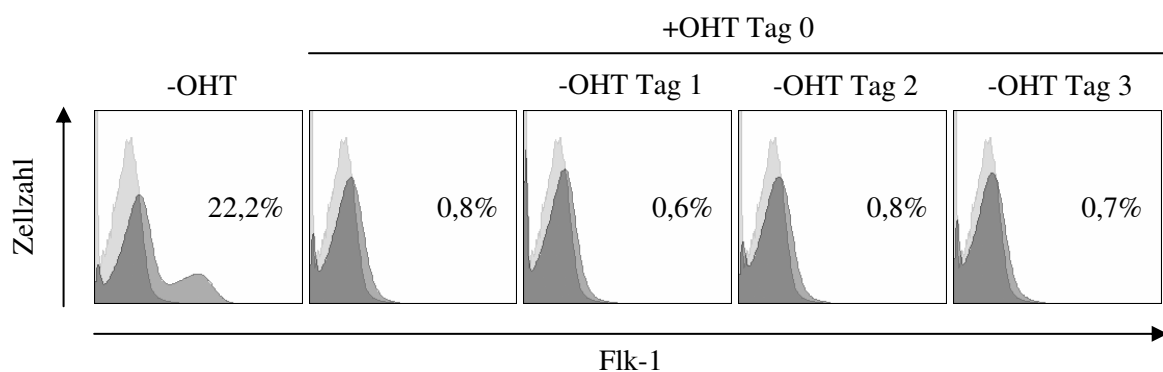 +OHT Tag 0
-OHT
-OHT Tag 1
-OHT Tag 2
-OHT Tag 3
Zellzahl
22,2%
0,8%
0,6%
0,8%
0,7%
Flk-1